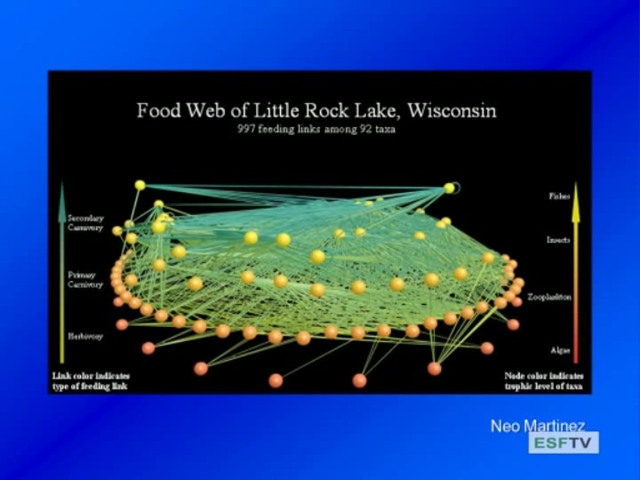 Food Web of Little Rock Lake, Wisconsin
997 feeding links among 92 taxa
Secondary
Carnivory
Primary
Carnivory
Herbivory
Link color indicates
type of feeding link
Fishes
Insects
Zooplankton
Algae
Node color indicates
trophic level of taxa
Neo Martinez
ESFTV